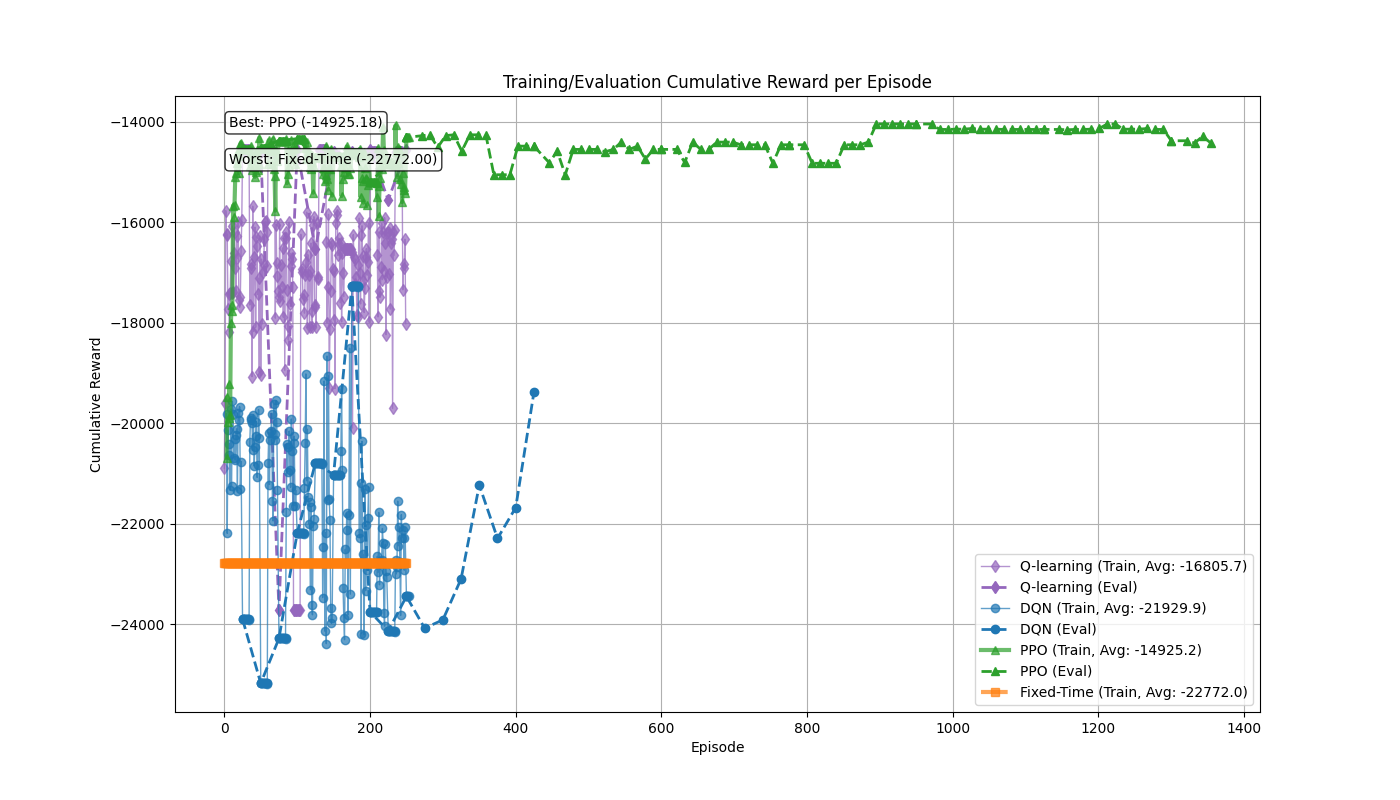 Training/Evaluation Cumulative Reward per Episode
Best: PPO (-14925.18)
Worst: Fixed-Time (-22772.00)
Cumulative Reward
−14000
−16000
−18000
−20000
−22000
−24000
Q-learning (Train, Avg: -16805.7)
Q-learning (Eval)
DQN (Train, Avg: -21929.9)
DQN (Eval)
PPO (Train, Avg: -14925.2)
PPO (Eval)
Fixed-Time (Train, Avg: -22772.0)
0 200 400 600 800 1000 1200 1400
Episode